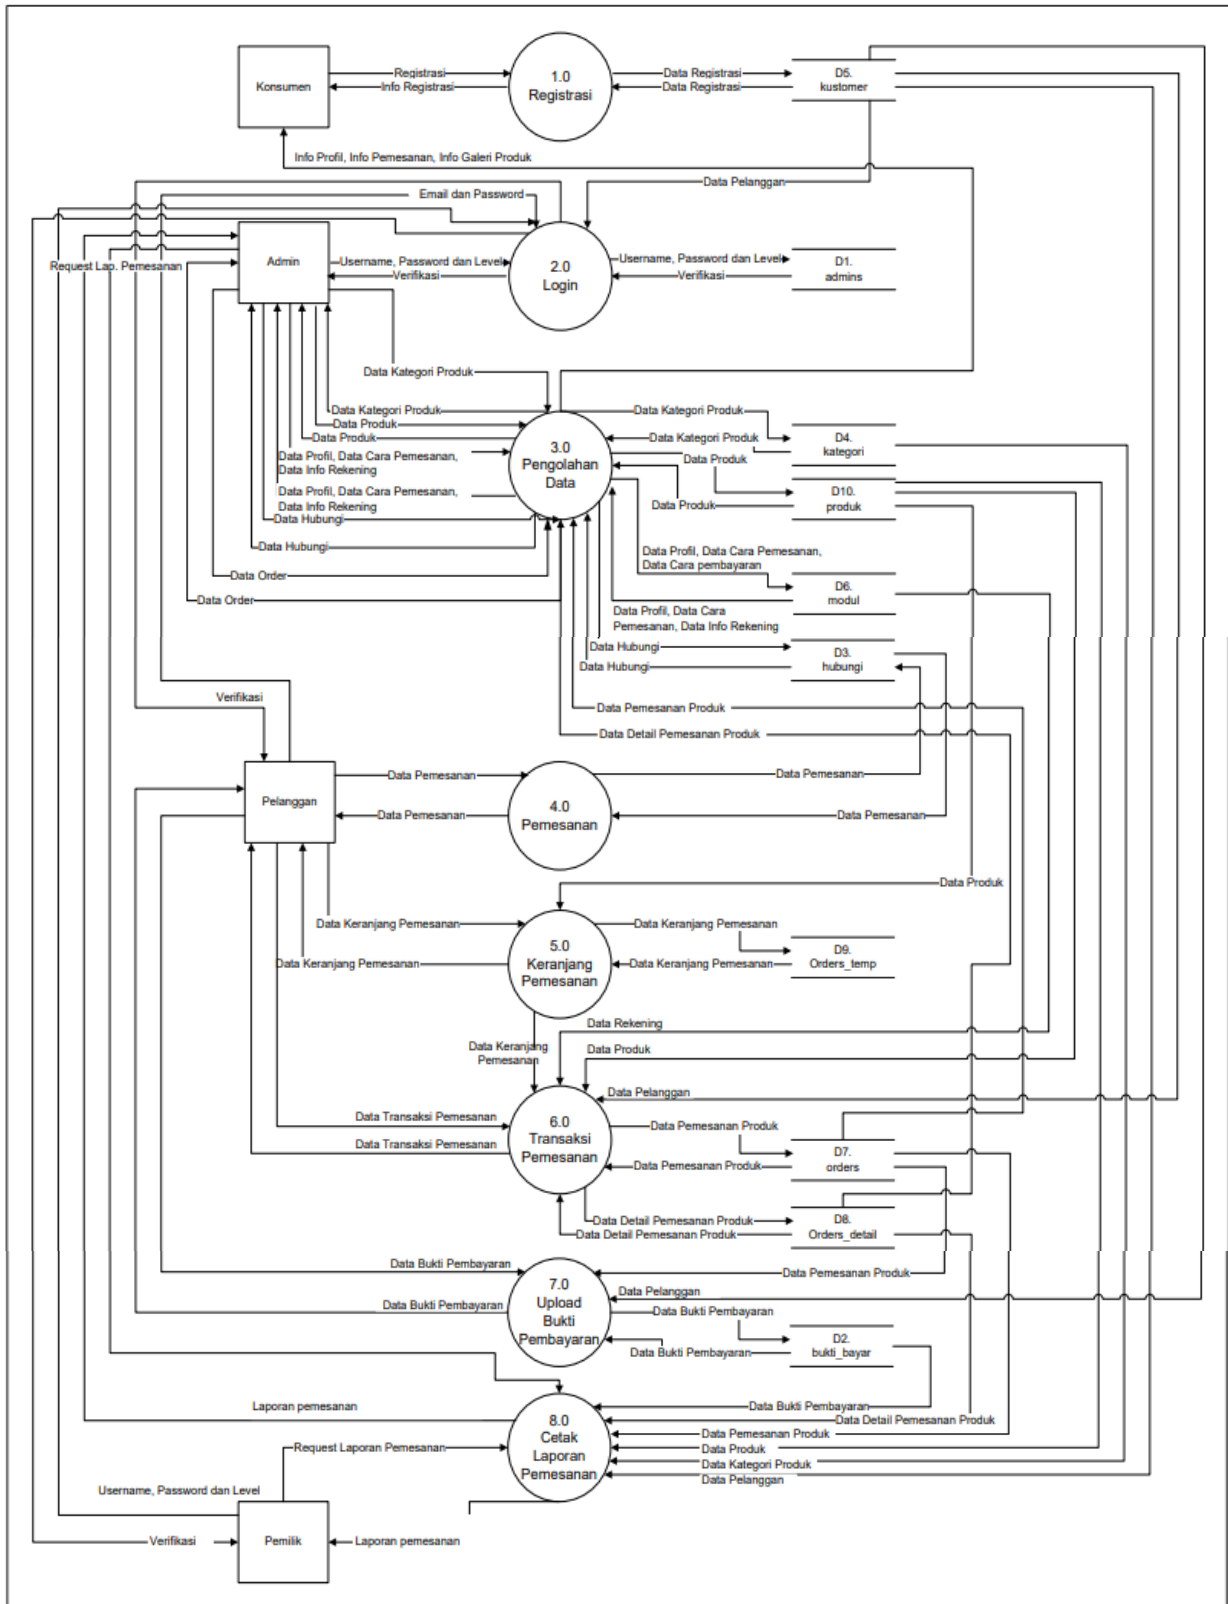 Konsumen
Registrasi
Info Registrasi
1.0
Registrasi
Data Registrasi
Data Registrasi
D5.
kustomer
Info Profil, Info Pemesanan, Info Galeri Produk
Data Pelanggan
Email dan Password
Admin
Request Lap. Pemesanan
Username, Password dan Level
Verifikasi
2.0
Login
Username, Password dan Level
Verifikasi
D1.
admins
Data Kategori Produk
Data Kategori Produk
Data Produk
Data Produk
Data Profil, Data Cara Pemesanan,
Data Info Rekening
Data Profil, Data Cara Pemesanan,
Data Info Rekening
Data Hubungi
Data Hubungi
Data Order
Data Order
3.0
Pengolahan
Data
Data Kategori Produk
Data Kategori Produk
Data Produk
Data Produk
D4.
kategori
D10.
produk
Data Profil, Data Cara Pemesanan,
Data Cara pembayaran
D6.
modul
Data Profil, Data Cara
Pemesanan, Data Info Rekening
Data Hubungi
Data Hubungi
D3.
hubungi
Verifikasi
Data Pemesanan Produk
Data Detail Pemesanan Produk
Pelanggan
Data Pemesanan
Data Pemesanan
4.0
Pemesanan
Data Pemesanan
Data Pemesanan
Data Produk
Data Keranjang Pemesanan
Data Keranjang Pemesanan
5.0
Keranjang
Pemesanan
Data Keranjang Pemesanan
Data Keranjang Pemesanan
D9.
Orders_temp
Data Keranjang
Pemesanan
Data Rekening
Data Produk
Data Pelanggan
Data Transaksi Pemesanan
Data Transaksi Pemesanan
6.0
Transaksi
Pemesanan
Data Pemesanan Produk
Data Pemesanan Produk
D7.
orders
Data Detail Pemesanan Produk
Data Detail Pemesanan Produk
D8.
Orders_detail
Data Bukti Pembayaran
Data Bukti Pembayaran
7.0
Upload
Bukti
Pembayaran
Data Pemesanan Produk
Data Pelanggan
Data Bukti Pembayaran
Data Bukti Pembayaran
D2.
bukti_bayar
Laporan pemesanan
Request Laporan Pemesanan
8.0
Cetak
Laporan
Pemesanan
Data Bukti Pembayaran
Data Detail Pemesanan Produk
Data Pemesanan Produk
Data Produk
Data Kategori Produk
Data Pelanggan
Username, Password dan Level
Verifikasi
Pemilik
Laporan pemesanan